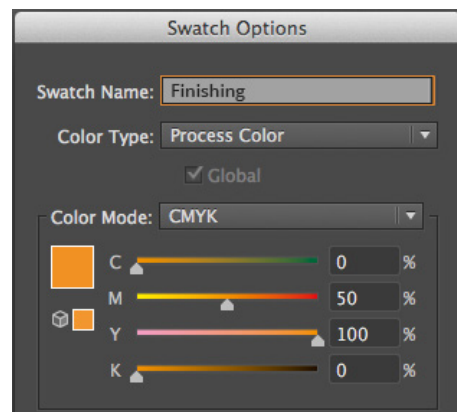 Swatch Options
Swatch Name: Finishing
Color Type: Process Color
Global
Color Mode: CMYK
C 0 %
M 50 %
Y 100 %
K 0 %